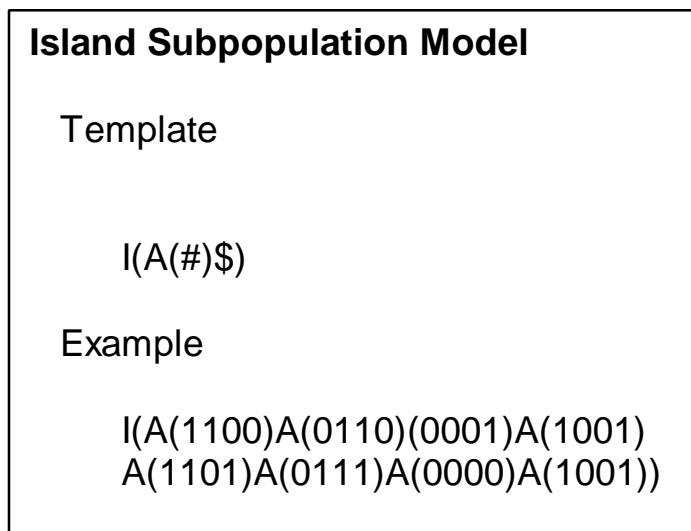 Island Subpopulation Model
Template
I(A(#)$)
Example
I(A(1100)A(0110)(0001)A(1001)
A(1101)A(0111)A(0000)A(1001))